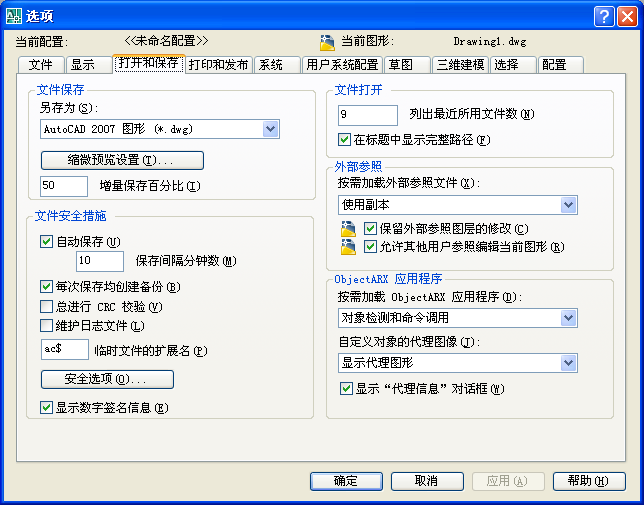 选项
当前配置: <<未命名配置>> 当前图形: Drawing1.dwg
文件 显示 打开和保存 打印和发布 系统 用户系统配置 草图 三维建模 选择 配置
文件保存
另存为(S):
AutoCAD 2007 图形 (*.dwg)
缩微预览设置(T)...
50 增量保存百分比(I)
文件安全措施
自动保存(U)
10 保存间隔分钟数(M)
每次保存均创建备份(B)
总进行 CRC 校验(V)
维护日志文件(L)
ac$ 临时文件的扩展名(P)
安全选项(O)...
显示数字签名信息(E)
文件打开
9 列出最近所用文件数(N)
在标题中显示完整路径(F)
外部参照
按需加载外部参照文件(X):
使用副本
保留外部参照图层的修改(C)
允许其他用户参照编辑当前图形(R)
ObjectARX 应用程序
按需加载 ObjectARX 应用程序(D):
对象检测和命令调用
自定义对象的代理图像(J):
显示代理图形
显示“代理信息”对话框(W)
确定 取消 应用(A) 帮助(H)